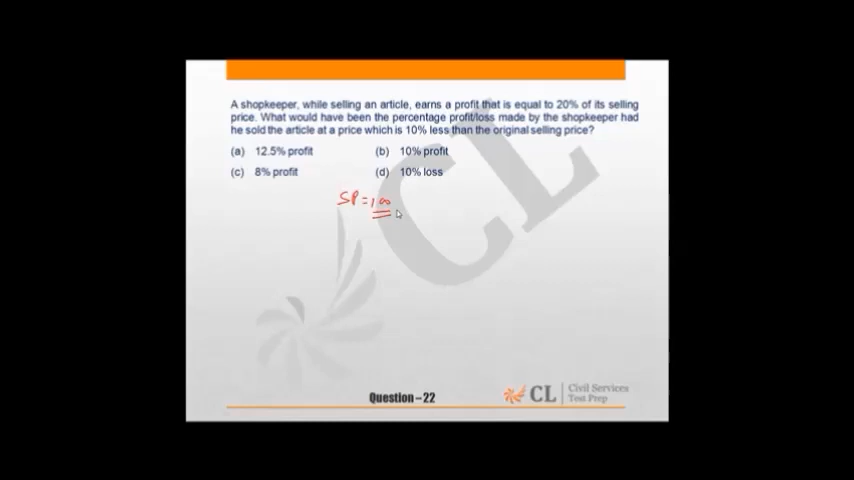 A shopkeeper, while selling an article, earns a profit that is equal to 20% of its selling
price. What would have been the percentage profit/loss made by the shopkeeper had
he sold the article at a price which is 10% less than the original selling price?
(a) 12.5% profit (b) 10% profit
(c) 8% profit (d) 10% loss
SP = 100
CL
Question – 22
CL Civil Services
Test Prep